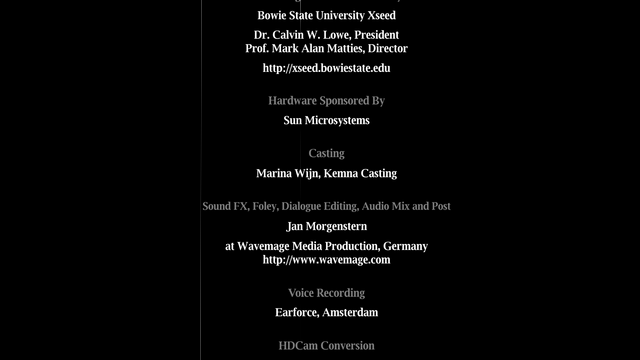 Bowie State University Xseed
Dr. Calvin W. Lowe, President
Prof. Mark Alan Matties, Director
http://xseed.bowiestate.edu
Hardware Sponsored By
Sun Microsystems
Casting
Marina Wijn, Kemna Casting
Sound FX, Foley, Dialogue Editing, Audio Mix and Post
Jan Morgenstern
at Wavemage Media Production, Germany
http://www.wavemage.com
Voice Recording
Earforce, Amsterdam
HDCam Conversion